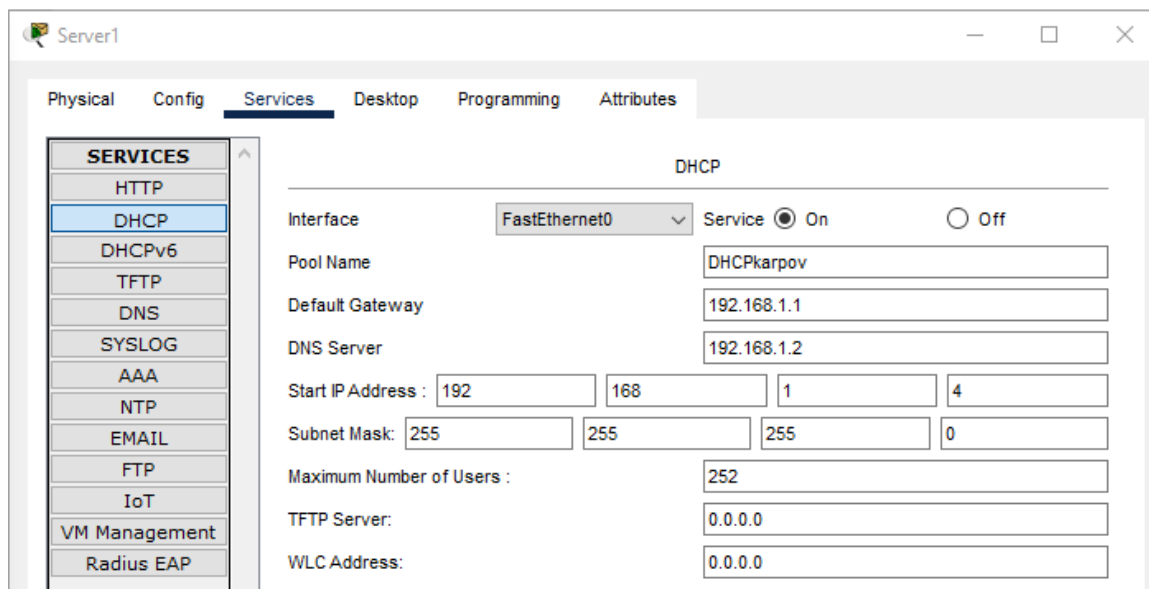 Server1
Physical Config Services Desktop Programming Attributes
SERVICES
HTTP
DHCP
DHCPv6
TFTP
DNS
SYSLOG
AAA
NTP
EMAIL
FTP
IoT
VM Management
Radius EAP
DHCP
Interface FastEthernet0 Service On Off
Pool Name DHCPkarpov
Default Gateway 192.168.1.1
DNS Server 192.168.1.2
Start IP Address : 192 168 1 4
Subnet Mask: 255 255 255 0
Maximum Number of Users : 252
TFTP Server: 0.0.0.0
WLC Address: 0.0.0.0